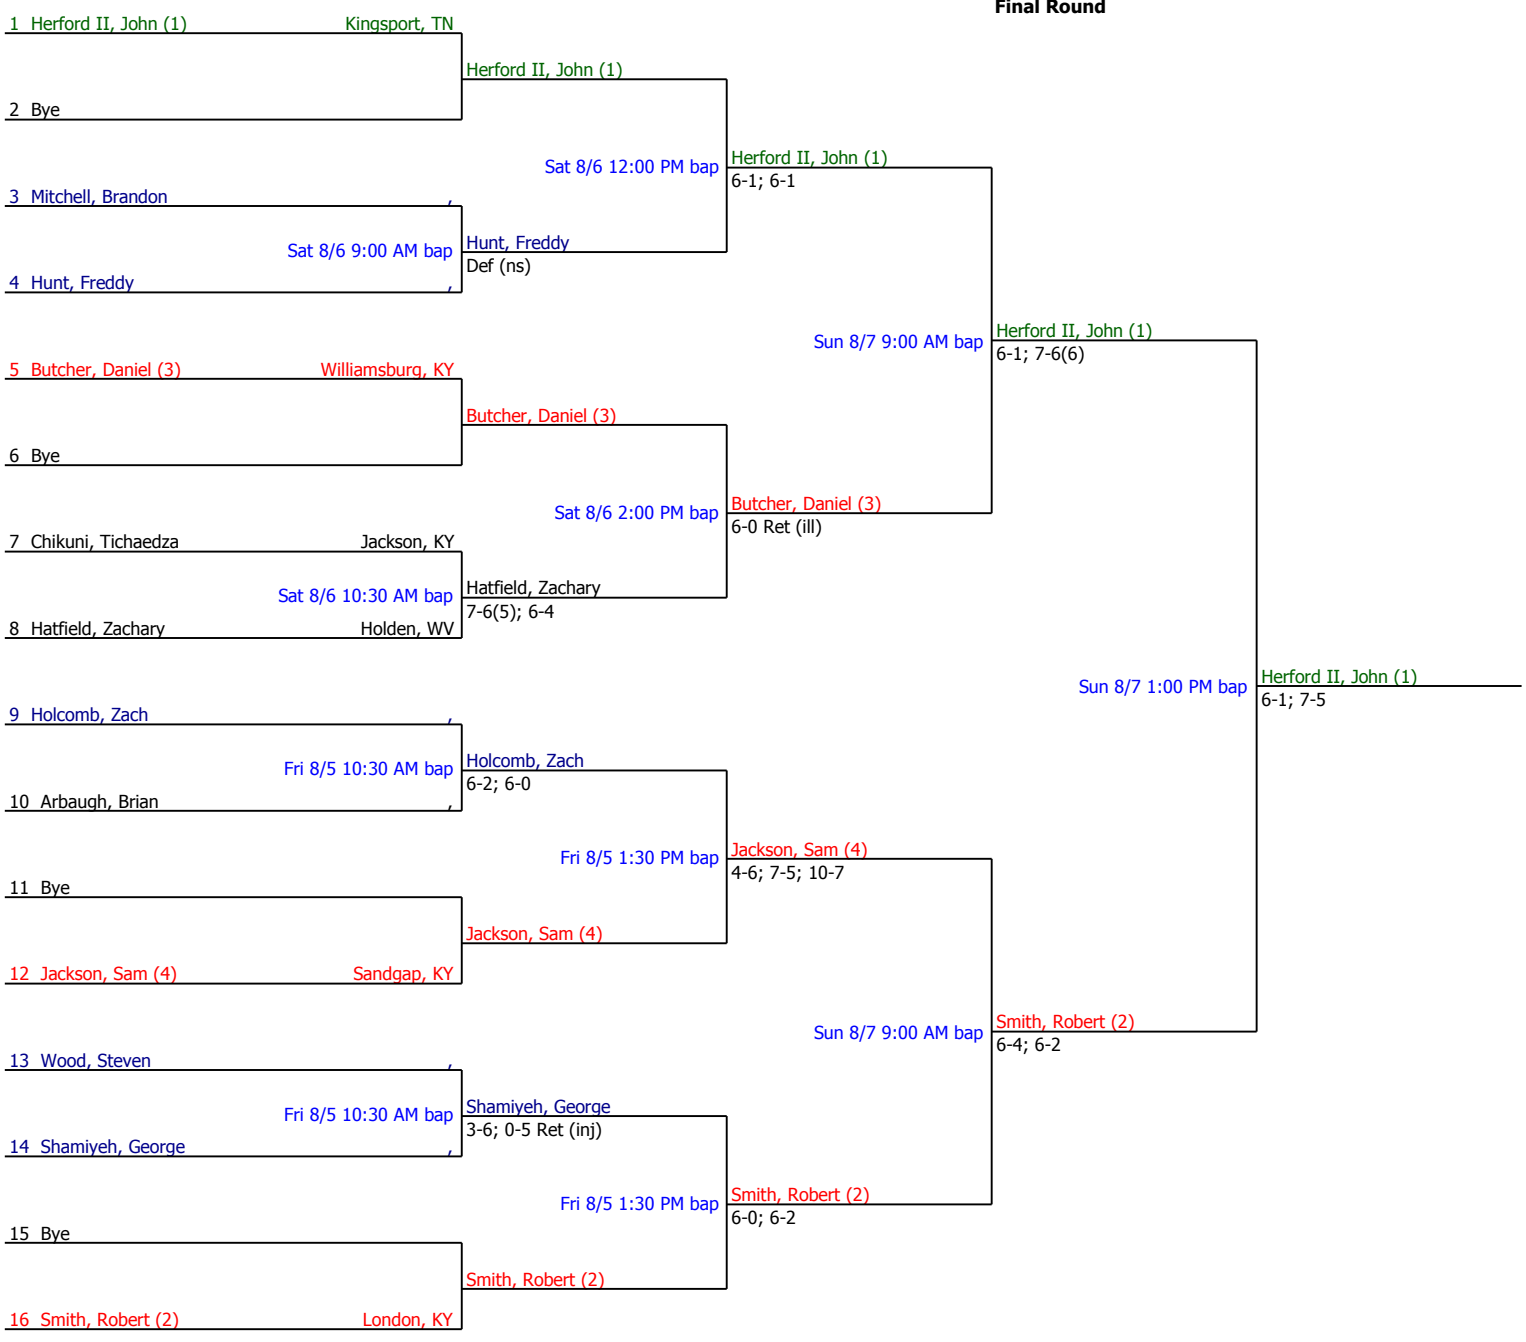 Final Round
1 Herford II, John (1) Kingsport, TN
Herford II, John (1)
2 Bye
Sat 8/6 12:00 PM bap
Herford II, John (1)
6-1; 6-1
3 Mitchell, Brandon ,
Sat 8/6 9:00 AM bap
Hunt, Freddy
Def (ns)
4 Hunt, Freddy ,
Sun 8/7 9:00 AM bap
Herford II, John (1)
6-1; 7-6(6)
5 Butcher, Daniel (3) Williamsburg, KY
Butcher, Daniel (3)
6 Bye
Sat 8/6 2:00 PM bap
Butcher, Daniel (3)
6-0 Ret (ill)
7 Chikuni, Tichaedza Jackson, KY
Sat 8/6 10:30 AM bap
Hatfield, Zachary
7-6(5); 6-4
8 Hatfield, Zachary Holden, WV
Sun 8/7 1:00 PM bap
Herford II, John (1)
6-1; 7-5
9 Holcomb, Zach ,
Fri 8/5 10:30 AM bap
Holcomb, Zach
6-2; 6-0
10 Arbaugh, Brian ,
Fri 8/5 1:30 PM bap
Jackson, Sam (4)
4-6; 7-5; 10-7
11 Bye
Jackson, Sam (4)
12 Jackson, Sam (4) Sandgap, KY
Sun 8/7 9:00 AM bap
Smith, Robert (2)
6-4; 6-2
13 Wood, Steven ,
Fri 8/5 10:30 AM bap
Shamiyeh, George
3-6; 0-5 Ret (inj)
14 Shamiyeh, George ,
Fri 8/5 1:30 PM bap
Smith, Robert (2)
6-0; 6-2
15 Bye
Smith, Robert (2)
16 Smith, Robert (2) London, KY